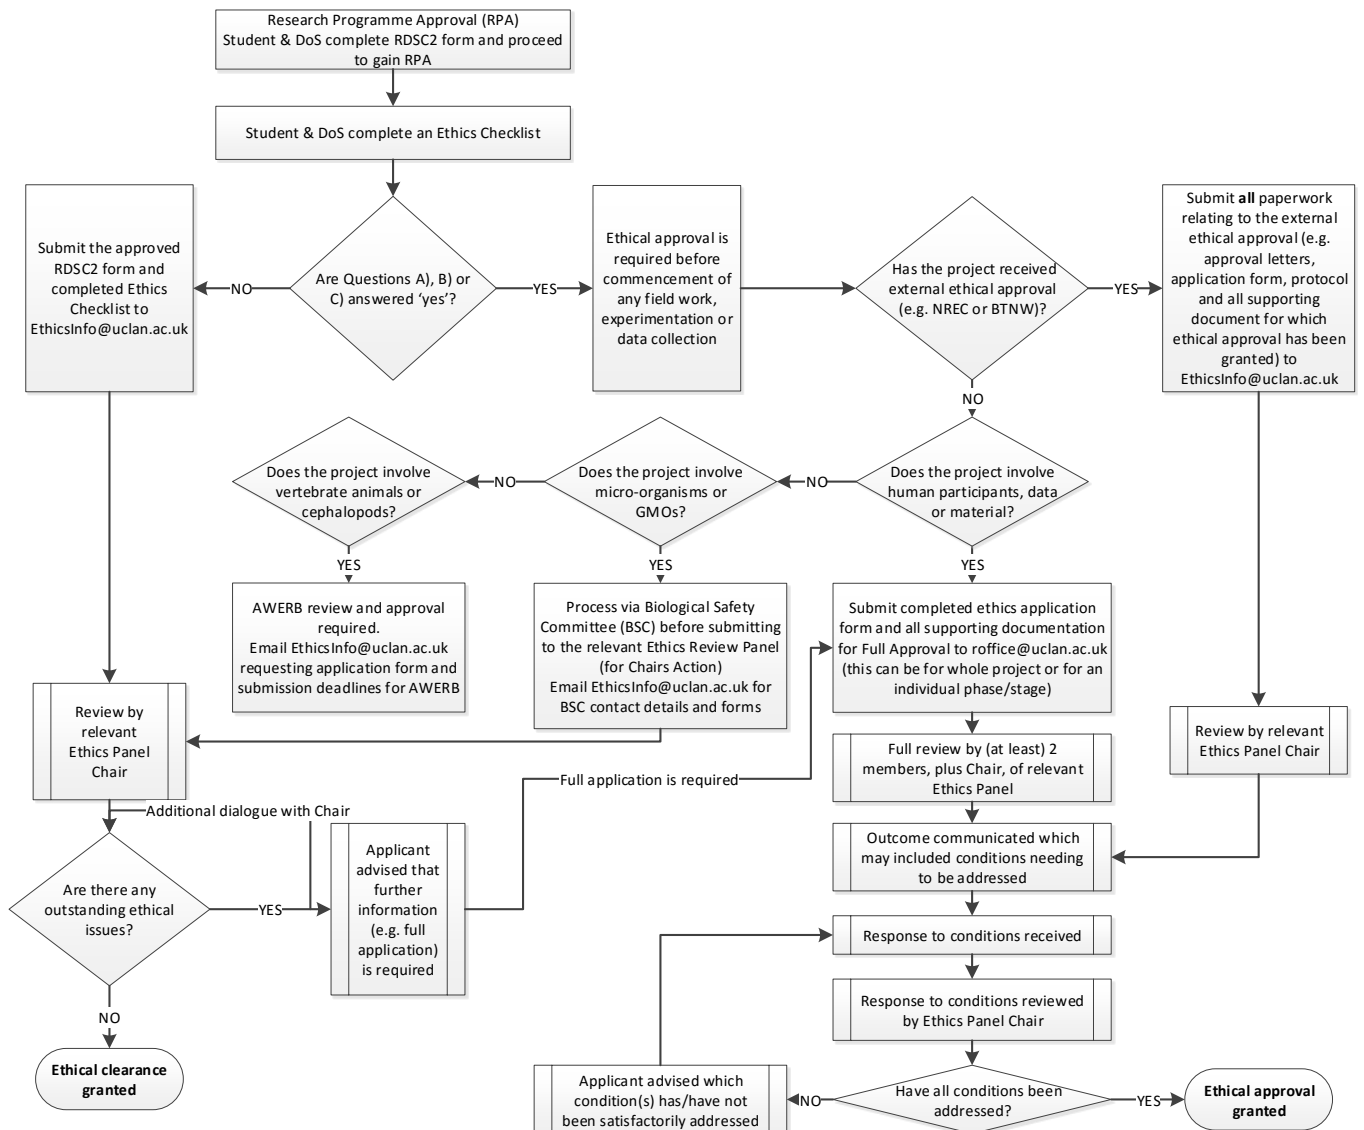 Research Programme Approval (RPA)
Student & DoS complete RDSC2 form and proceed
to gain RPA
Student & DoS complete an Ethics Checklist
Submit the approved
RDSC2 form and
completed Ethics
Checklist to
EthicsInfo@uclan.ac.uk
NO
Are Questions A), B) or
C) answered ‘yes’?
YES
Ethical approval is
required before
commencement of
any field work,
experimentation or
data collection
Has the project received
external ethical approval
(e.g. NREC or BTNW)?
YES
Submit all paperwork
relating to the external
ethical approval (e.g.
approval letters,
application form, protocol
and all supporting
document for which
ethical approval has been
granted) to
EthicsInfo@uclan.ac.uk
NO
Does the project involve
vertebrate animals or
cephalopods?
NO
Does the project involve
micro-organisms or
GMOs?
NO
Does the project involve
human participants, data
or material?
YES
YES
YES
AWERB review and approval
required.
Email EthicsInfo@uclan.ac.uk
requesting application form and
submission deadlines for AWERB
Process via Biological Safety
Committee (BSC) before submitting
to the relevant Ethics Review Panel
(for Chairs Action)
Email EthicsInfo@uclan.ac.uk for
BSC contact details and forms
Submit completed ethics application
form and all supporting documentation
for Full Approval to roffice@uclan.ac.uk
(this can be for whole project or for an
individual phase/stage)
Review by
relevant
Ethics Panel
Chair
Review by relevant
Ethics Panel Chair
Full review by (at least) 2
members, plus Chair, of relevant
Ethics Panel
Full application is required
Additional dialogue with Chair
Applicant
advised that
further
information
(e.g. full
application)
is required
Outcome communicated which
may included conditions needing
to be addressed
Are there any
outstanding ethical
issues?
YES
Response to conditions received
Response to conditions reviewed
by Ethics Panel Chair
NO
Ethical clearance
granted
Applicant advised which
condition(s) has/have not
been satisfactorily addressed
NO
Have all conditions been
addressed?
YES
Ethical approval
granted